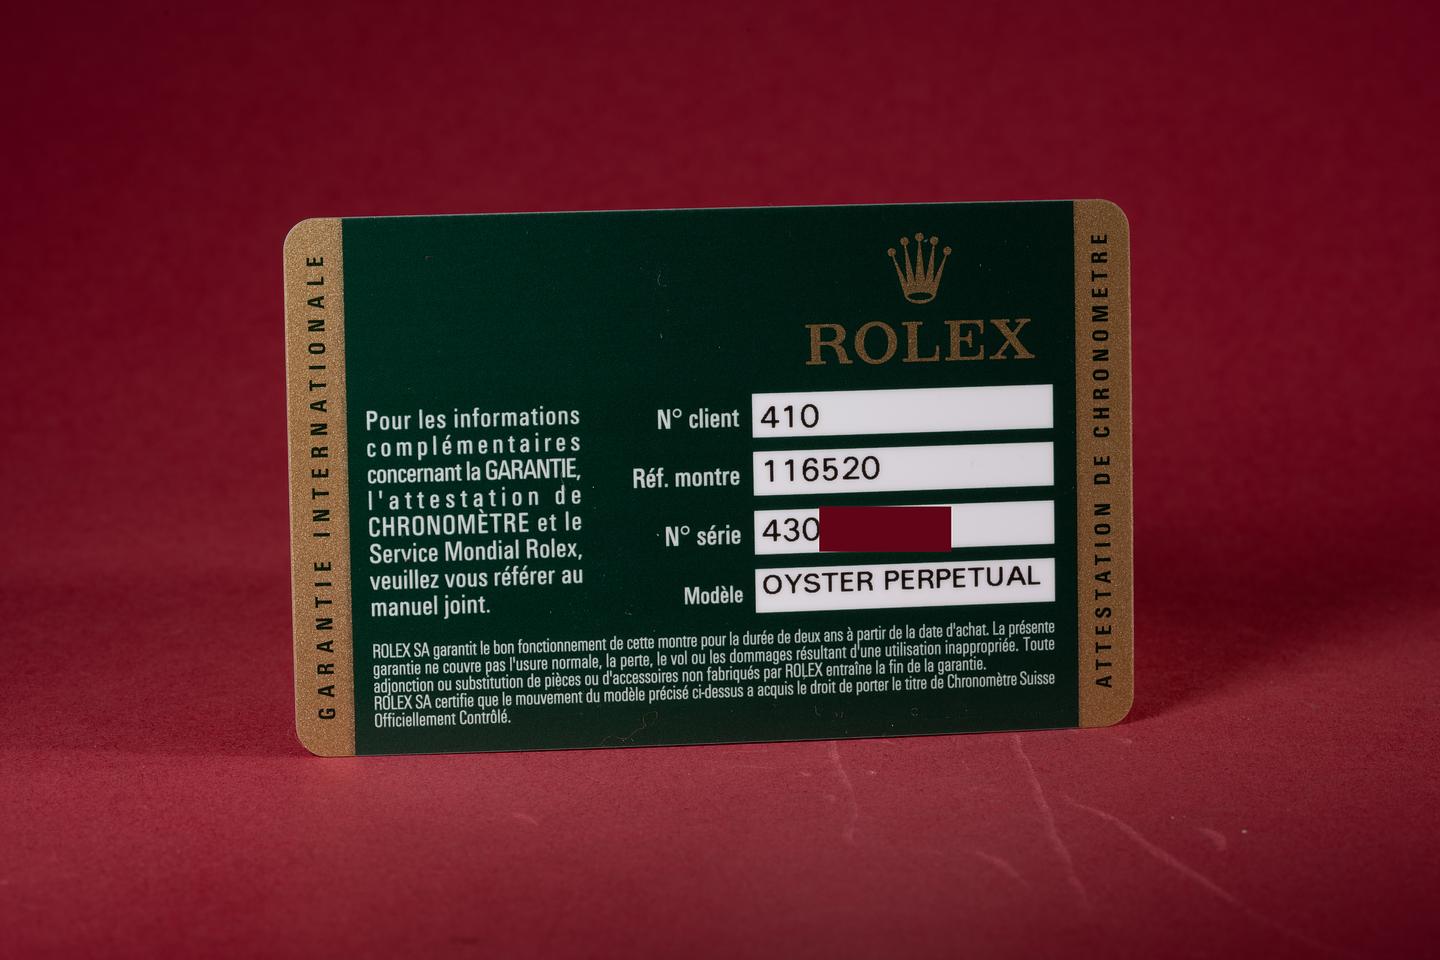 GARANTIE INTERNATIONALE
ROLEX
Pour les informations
complémentaires
concernant la GARANTIE,
l'attestation de
CHRONOMÈTRE et le
Service Mondial Rolex,
veuillez vous référer au
manuel joint.
N° client 410
Réf. montre 116520
N° série 430
Modèle OYSTER PERPETUAL
ROLEX SA garantit le bon fonctionnement de cette montre pour la durée de deux ans à partir de la date d'achat. La présente
garantie ne couvre pas l'usure normale, la perte, le vol ou les dommages résultant d'une utilisation inappropriée. Toute
adjonction ou substitution de pièces ou d'accessoires non fabriqués par ROLEX entraîne la fin de la garantie.
ROLEX SA certifie que le mouvement du modèle précisé ci-dessus a acquis le droit de porter le titre de Chronomètre Suisse
Officiellement Contrôlé.
ATTESTATION DE CHRONOMETRE